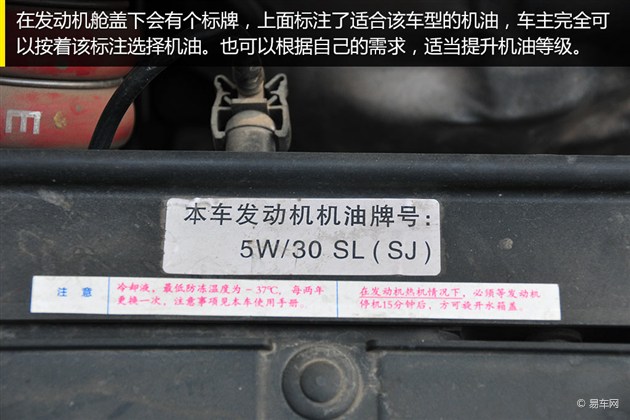 在发动机舱盖下会有个标牌，上面标注了适合该车型的机油，车主完全可
以按着该标注选择机油。也可以根据自己的需求，适当提升机油等级。
E
本车发动机机油牌号：
5W/30 SL(SJ)
注 意
冷却液。最低防冻温度为－37℃。每两年
更换一次，注意事项见本车使用手册。
在发动机热机情况下，必须等发动机
停机15分钟后，方可旋开水箱盖。
© 易车网